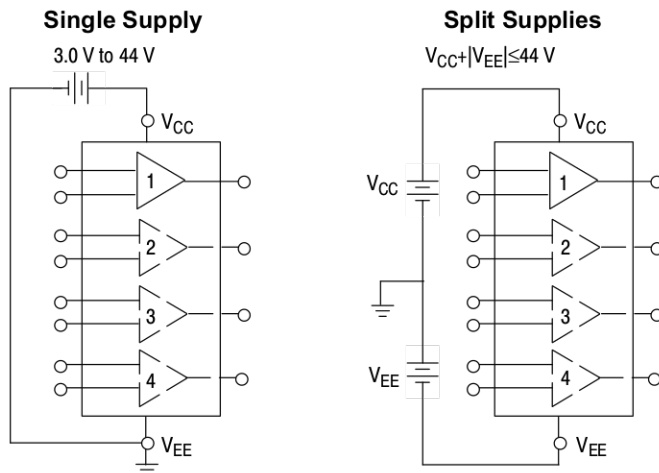 Single Supply
3.0 V to 44 V
VCC
1
2
3
4
VEE
Split Supplies
VCC+|VEE|≤44 V
VCC
VCC
1
2
3
4
VEE
VEE